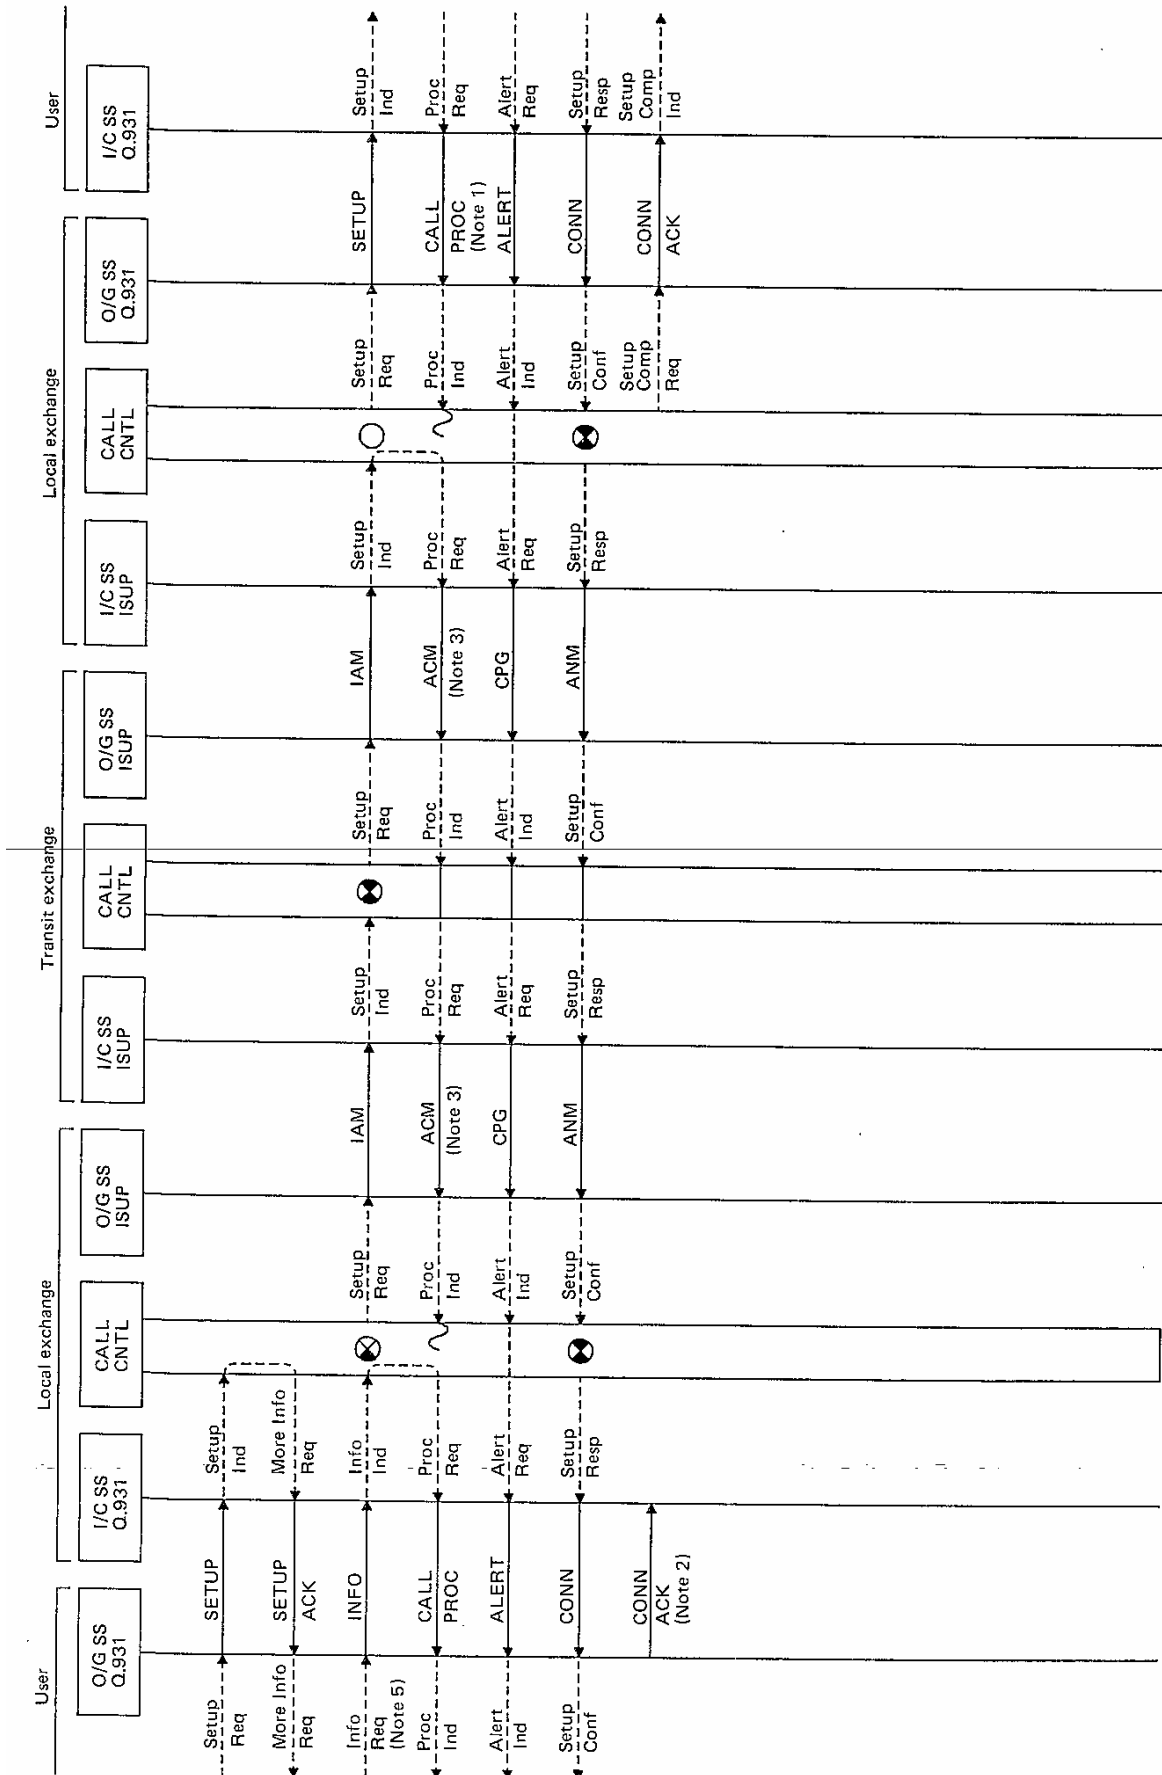 User
Local exchange
Transit exchange
Local exchange
User
O/G SS
Q.931
I/C SS
Q.931
CALL
CNTL
O/G SS
ISUP
I/C SS
ISUP
CALL
CNTL
O/G SS
ISUP
I/C SS
ISUP
CALL
CNTL
O/G SS
Q.931
I/C SS
Q.931
Setup
Req
SETUP
Setup
Ind
More Info
Req
SETUP
ACK
More Info
Req
Info
Req
(Note 5)
INFO
Info
Ind
Setup
Req
IAM
Setup
Ind
Setup
Req
IAM
Setup
Ind
Setup
Req
SETUP
Setup
Ind
Proc
Ind
CALL
PROC
Proc
Req
Proc
Ind
ACM
(Note 3)
Proc
Req
Proc
Ind
ACM
(Note 3)
Proc
Req
Proc
Ind
CALL
PROC
(Note 1)
Proc
Req
Alert
Ind
ALERT
Alert
Req
Alert
Ind
CPG
Alert
Req
Alert
Ind
CPG
Alert
Req
Alert
Ind
ALERT
Alert
Req
Setup
Conf
CONN
Setup
Resp
Setup
Conf
ANM
Setup
Resp
Setup
Conf
ANM
Setup
Resp
Setup
Conf
CONN
Setup
Resp
CONN
ACK
(Note 2)
Setup
Comp
Req
CONN
ACK
Setup
Comp
Ind